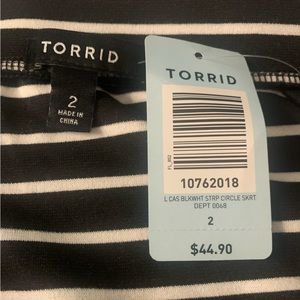 TORRID
2
MADE IN
CHINA
TORRID
10762018
L CAS BLKWHT STRP CIRCLE SKRT
DEPT 0068
2
$44.90